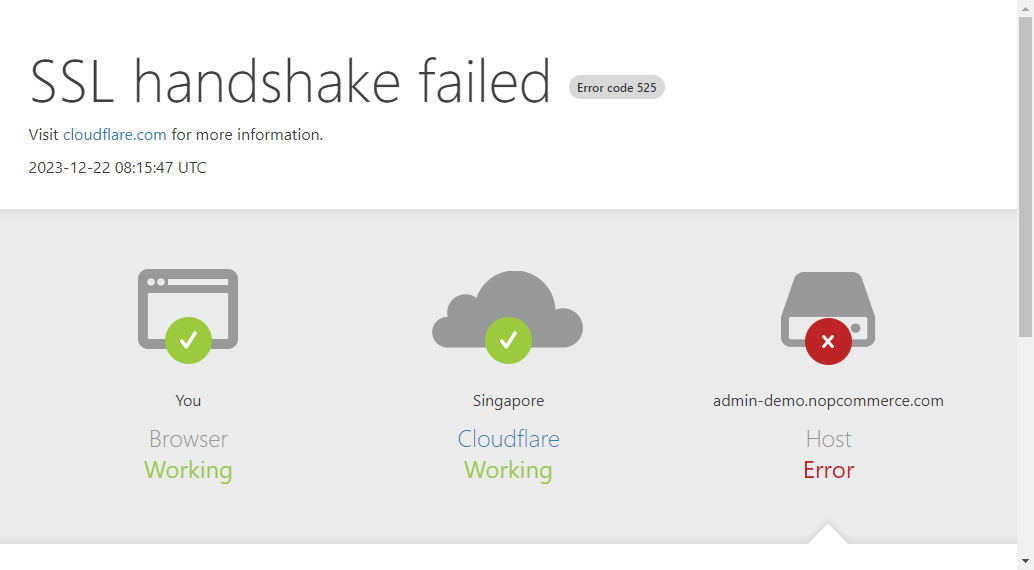 SSL handshake failed Error code 525
Visit cloudflare.com for more information.
2023-12-22 08:15:47 UTC
You
Browser
Working
Singapore
Cloudflare
Working
admin-demo.nopcommerce.com
Host
Error